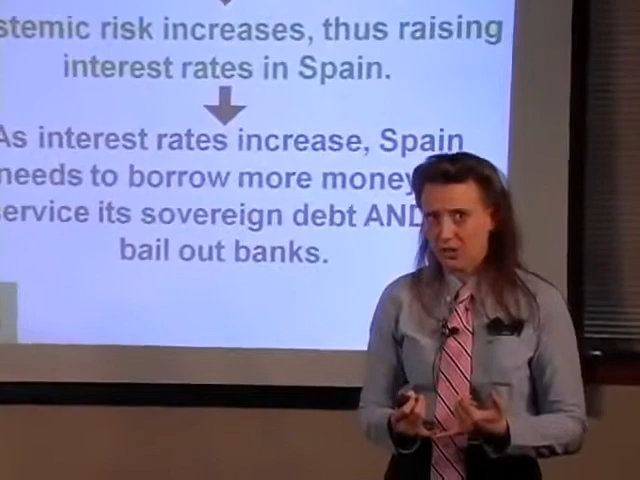 stemic risk increases, thus raising
interest rates in Spain.
As interest rates increase, Spain
needs to borrow more money
service its sovereign debt AND
bail out banks.